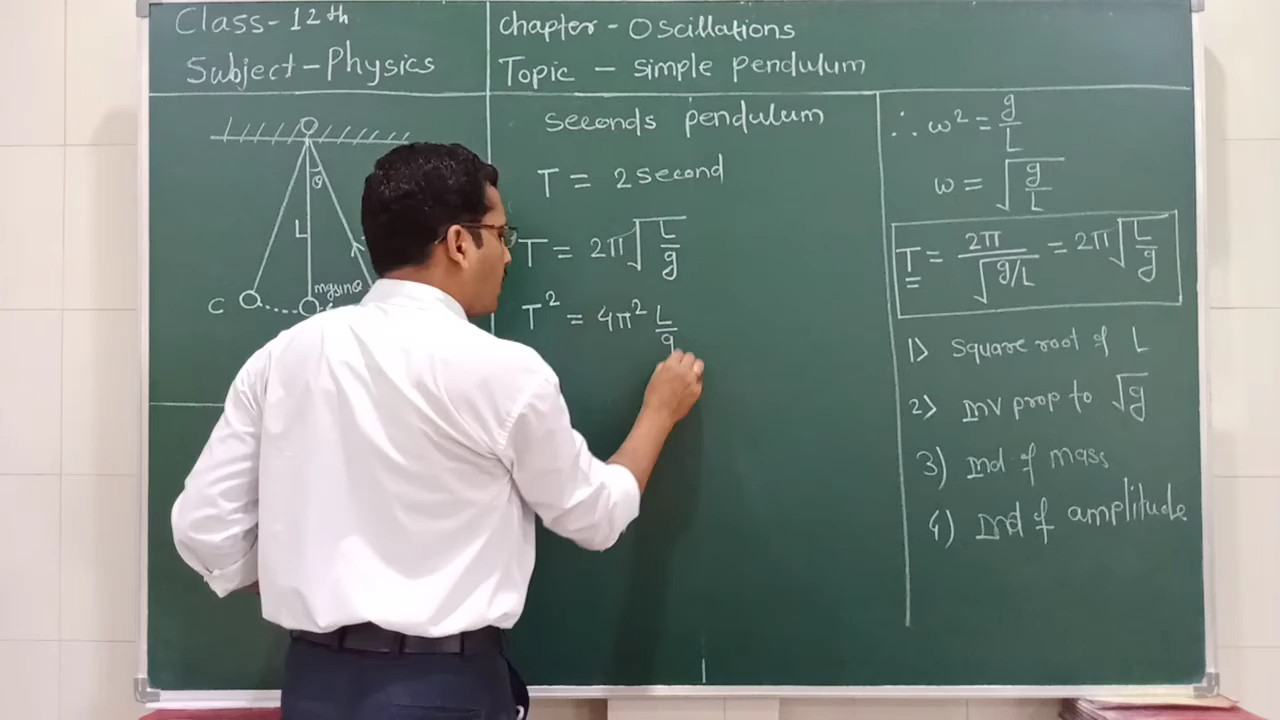 Class-12th
Subject-Physics
Chapter - Oscillations
Topic - simple pendulum
θ
L
mgsinθ
C
seconds pendulum
T = 2 second
T = 2π√(L/g)
T² = 4π² L/g
∴ ω² = g/L
ω = √(g/L)
T = 2π/√(g/L) = 2π√(L/g)
1) Square root of L
2) Inv prop to √g
3) Ind. of mass
4) Ind of amplitude